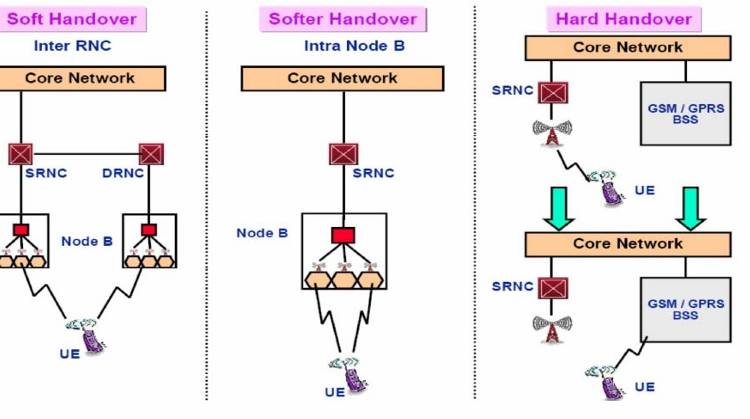 Soft Handover
Inter RNC
Core Network
SRNC
DRNC
Node B
UE
Softer Handover
Intra Node B
Core Network
SRNC
Node B
UE
Hard Handover
Core Network
SRNC
GSM / GPRS
BSS
UE
Core Network
SRNC
GSM / GPRS
BSS
UE